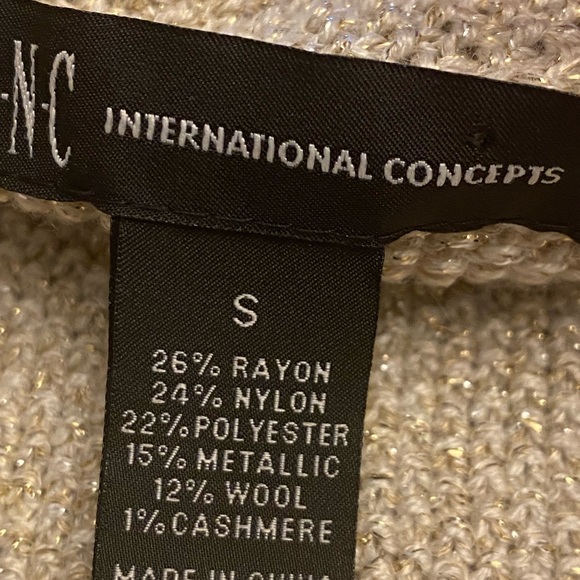 -N-C INTERNATIONAL CONCEPTS
S
26% RAYON
24% NYLON
22% POLYESTER
15% METALLIC
12% WOOL
1% CASHMERE
MADE IN CHINA